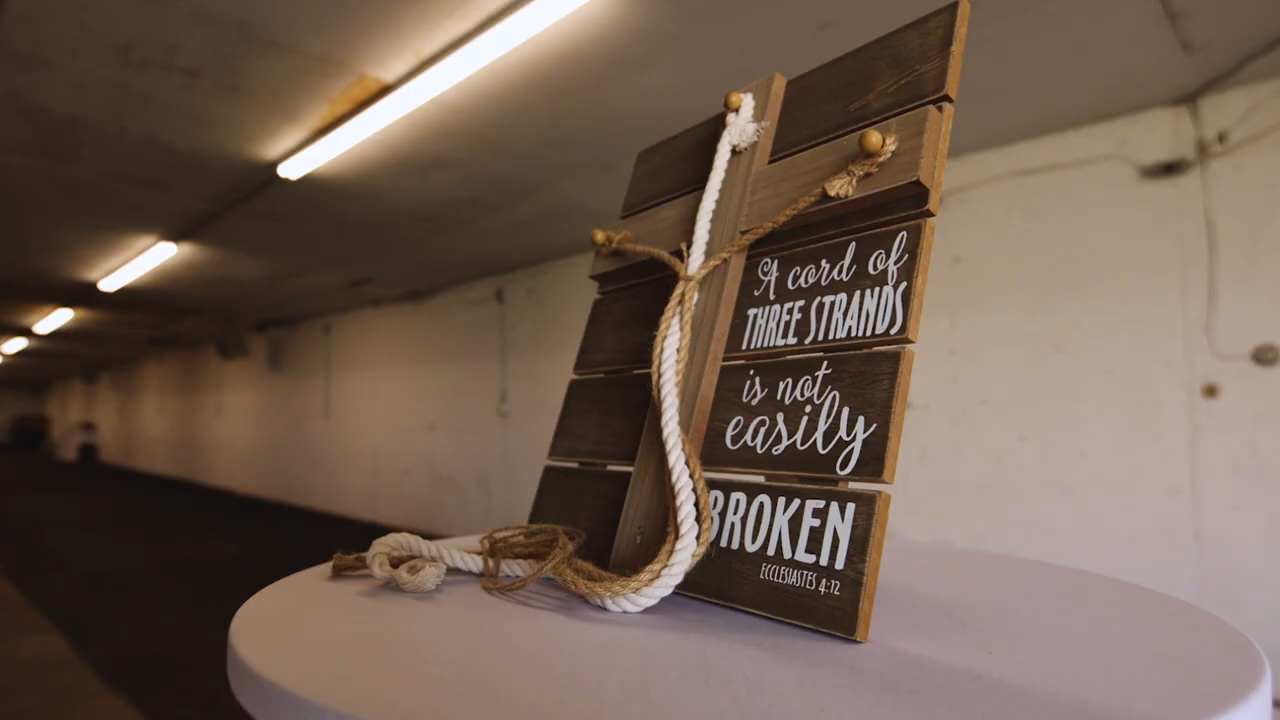 A cord of
THREE STRANDS
is not
easily
BROKEN
ECCLESIASTES 4:12